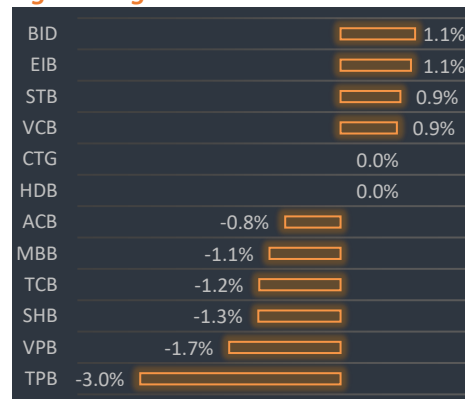 BID 1.1%
EIB 1.1%
STB 0.9%
VCB 0.9%
CTG 0.0%
HDB 0.0%
ACB -0.8%
MBB -1.1%
TCB -1.2%
SHB -1.3%
VPB -1.7%
TPB -3.0%